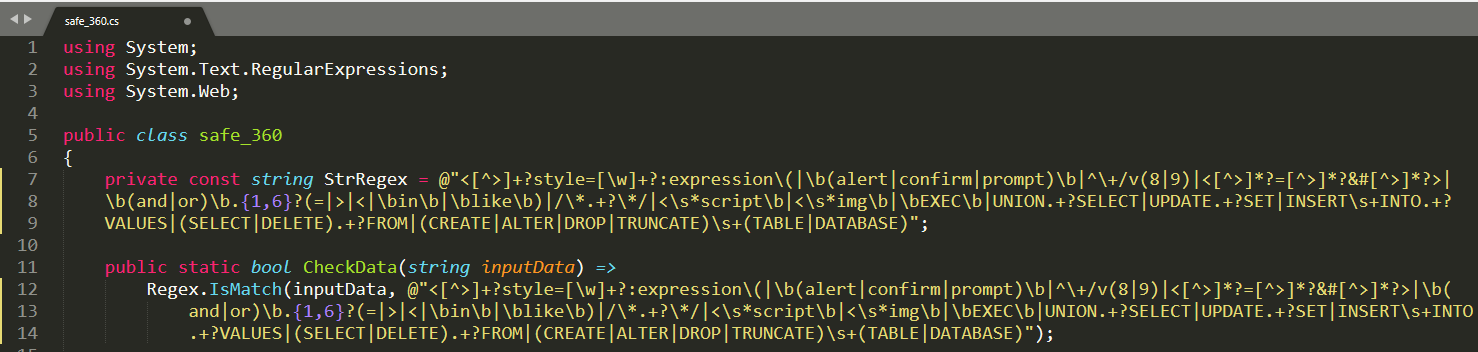 safe_360.cs
1 using System;
2 using System.Text.RegularExpressions;
3 using System.Web;
4
5 public class safe_360
6 {
7 private const string StrRegex = @"<[^>]+?style=[\w]+?:expression\(|\b(alert|confirm|prompt)\b|^\+/v(8|9)|<[^>]*?=[^>]*?&#[^>]*?>|
8 \b(and|or)\b.{1,6}?(=|>|<|\bin\b|\blike\b)|/\*.+?\*/|<\s*script\b|<\s*img\b|\bEXEC\b|UNION.+?SELECT|UPDATE.+?SET|INSERT\s+INTO.+?
9 VALUES|(SELECT|DELETE).+?FROM|(CREATE|ALTER|DROP|TRUNCATE)\s+(TABLE|DATABASE)";
10
11 public static bool CheckData(string inputData) =>
12 Regex.IsMatch(inputData, @"<[^>]+?style=[\w]+?:expression\(|\b(alert|confirm|prompt)\b|^\+/v(8|9)|<[^>]*?=[^>]*?&#[^>]*?>|\b(
13 and|or)\b.{1,6}?(=|>|<|\bin\b|\blike\b)|/\*.+?\*/|<\s*script\b|<\s*img\b|\bEXEC\b|UNION.+?SELECT|UPDATE.+?SET|INSERT\s+INTO
14 .+?VALUES|(SELECT|DELETE).+?FROM|(CREATE|ALTER|DROP|TRUNCATE)\s+(TABLE|DATABASE)");